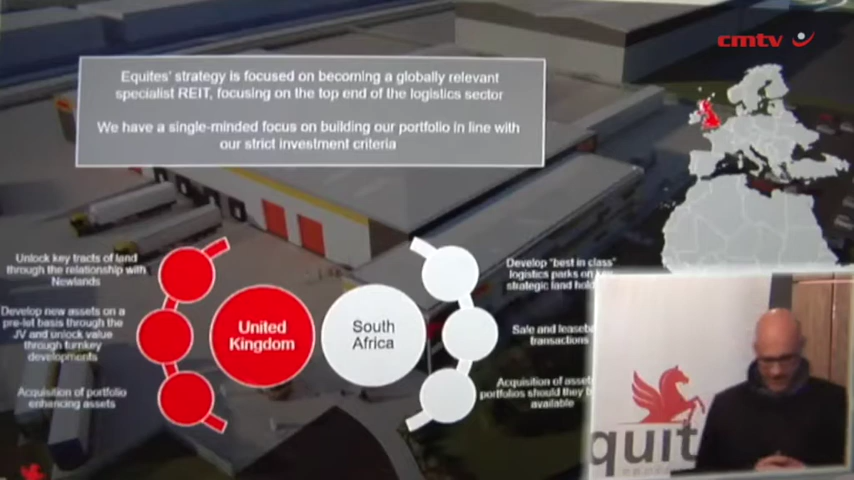 cmtv
Equites' strategy is focused on becoming a globally relevant
specialist REIT, focusing on the top end of the logistics sector
We have a single-minded focus on building our portfolio in line with
our strict investment criteria
Unlock key tracts of land
through the relationship with
Newlands
Develop new assets on a
pre-let basis through the
JV and unlock value
through turnkey
developments
Acquisition of portfolio
enhancing assets
United
Kingdom
South
Africa
Develop "best in class"
logistics parks on
strategic land
Sale and
transactions
Acquisition of
portfolios should they
available
quit